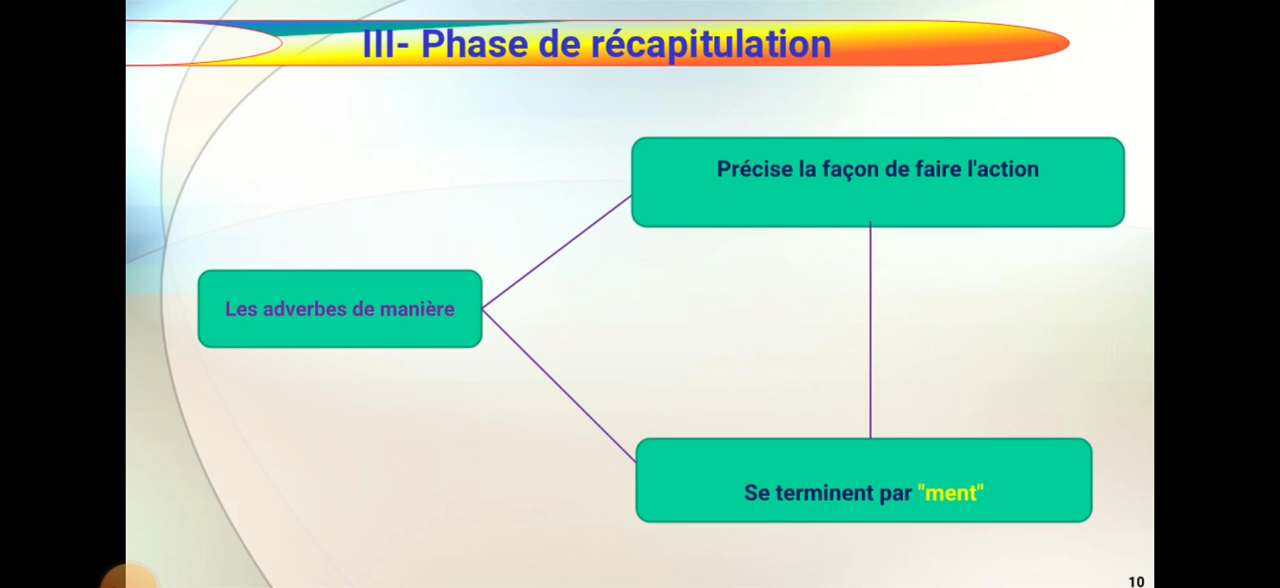 III- Phase de récapitulation
Précise la façon de faire l'action
Les adverbes de manière
Se terminent par "ment"
10